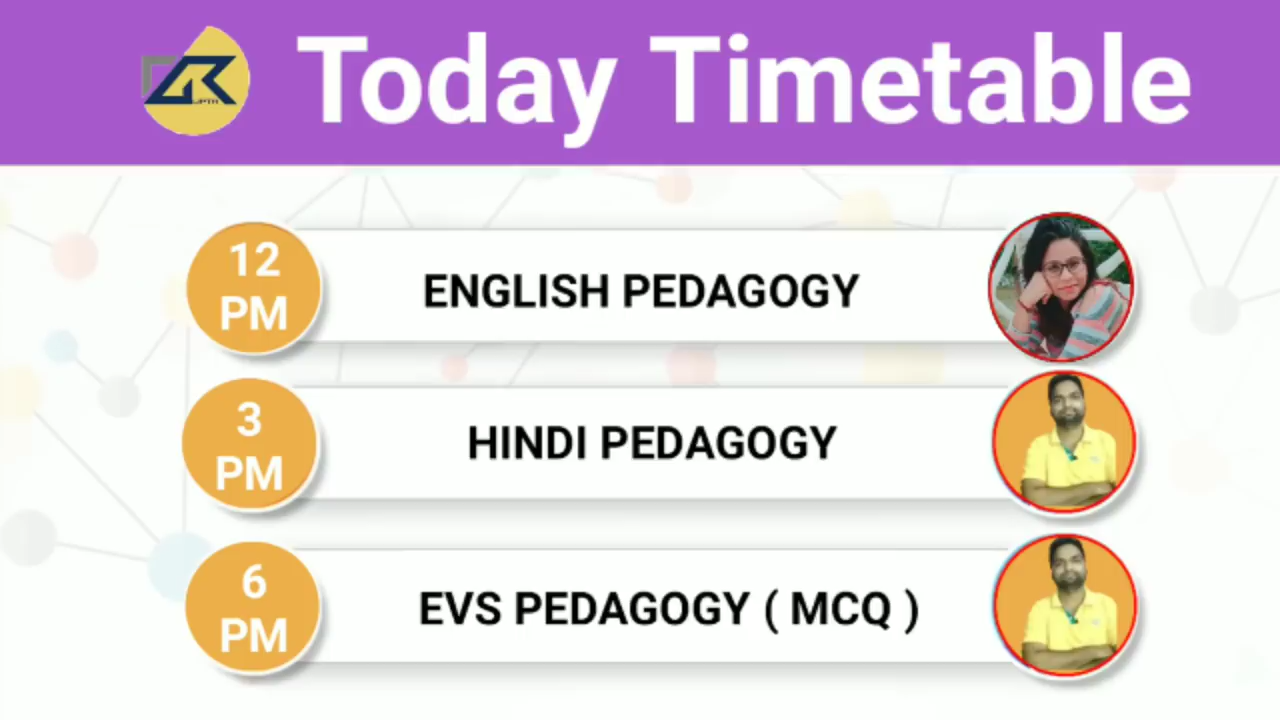 Today Timetable
12
PM
ENGLISH PEDAGOGY
3
PM
HINDI PEDAGOGY
6
PM
EVS PEDAGOGY ( MCQ )